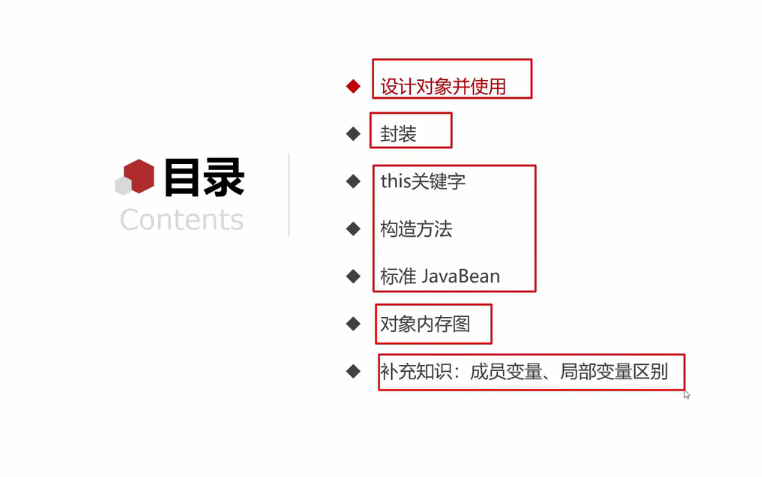 目录
Contents
设计对象并使用
封装
this关键字
构造方法
标准 JavaBean
对象内存图
补充知识：成员变量、局部变量区别